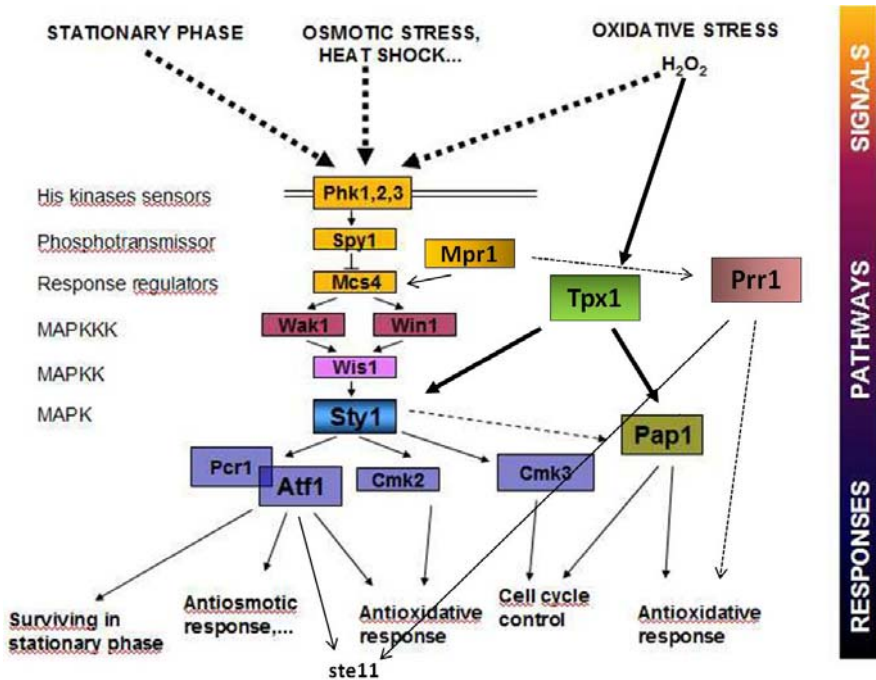 STATIONARY PHASE
OSMOTIC STRESS,
HEAT SHOCK...
OXIDATIVE STRESS
H₂O₂
SIGNALS
His kinases sensors
Phk1,2,3
Phosphotransmissor
Spy1
Mpr1
Response regulators
Mcs4
Tpx1
Prr1
MAPKKK
Wak1
Win1
MAPKK
Wis1
MAPK
Sty1
Pap1
PATHWAYS
Pcr1
Atf1
Cmk2
Cmk3
Surviving in
stationary phase
Antiosmotic
response,...
Antioxidative
response
Cell cycle
control
Antioxidative
response
ste11
RESPONSES